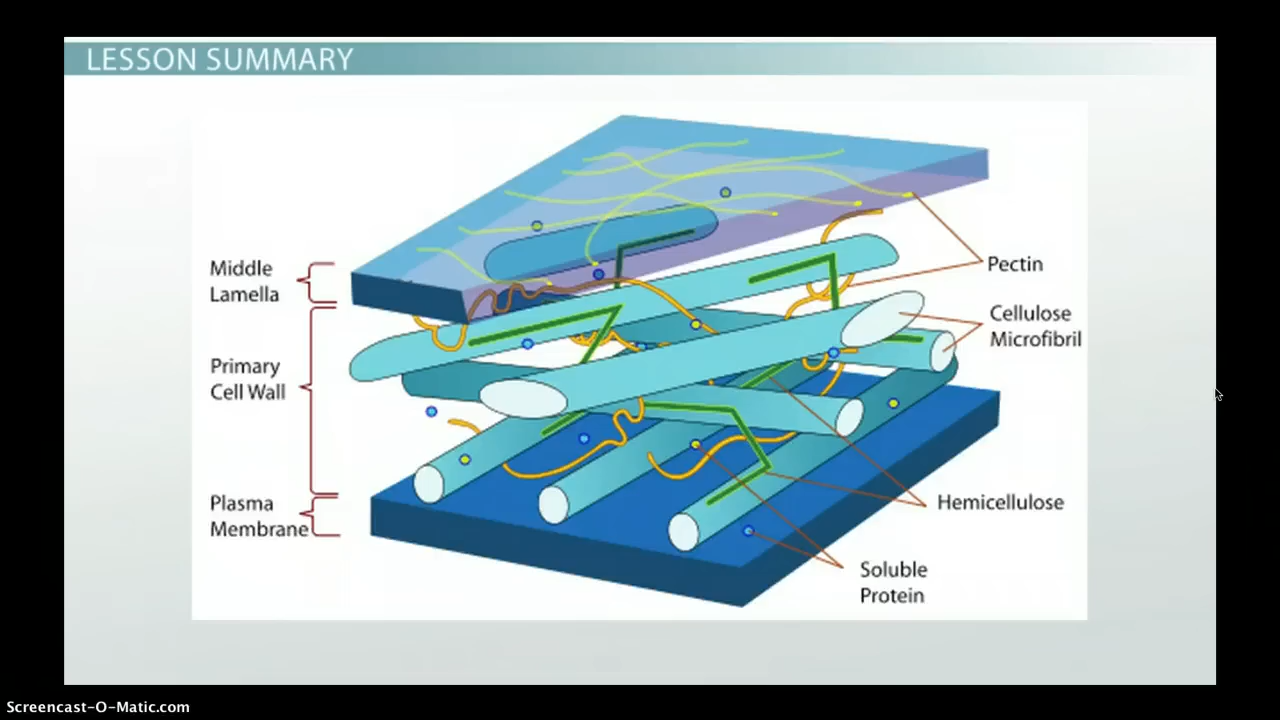 LESSON SUMMARY
Middle
Lamella
Primary
Cell Wall
Plasma
Membrane
Pectin
Cellulose
Microfibril
Hemicellulose
Soluble
Protein
Screencast-O-Matic.com